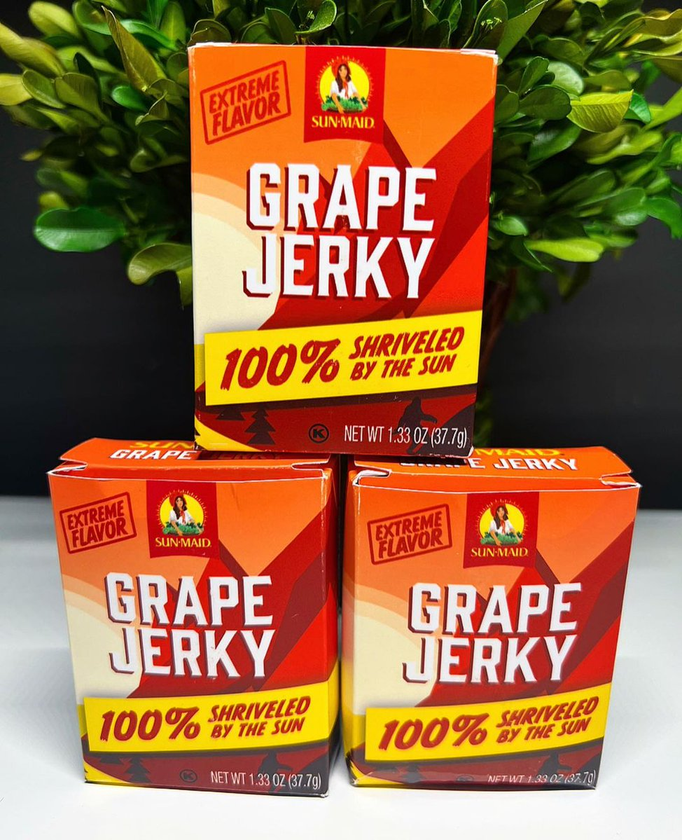 EXTREME
FLAVOR
SUN-MAID
GRAPE
JERKY
100% SHRIVELED
BY THE SUN
K
NET WT 1.33 OZ (37.7g)
SUN-
GRAPE JERKY
EXTREME
FLAVOR
SUN-MAID
GRAPE
JERKY
100% SHRIVELED
BY THE SUN
K
NET WT 1.33 OZ (37.7g)
MAID
GRAPE JERKY
EXTREME
FLAVOR
SUN-MAID
GRAPE
JERKY
100% SHRIVELED
BY THE SUN
NET WT 1.33 OZ (37.7g)